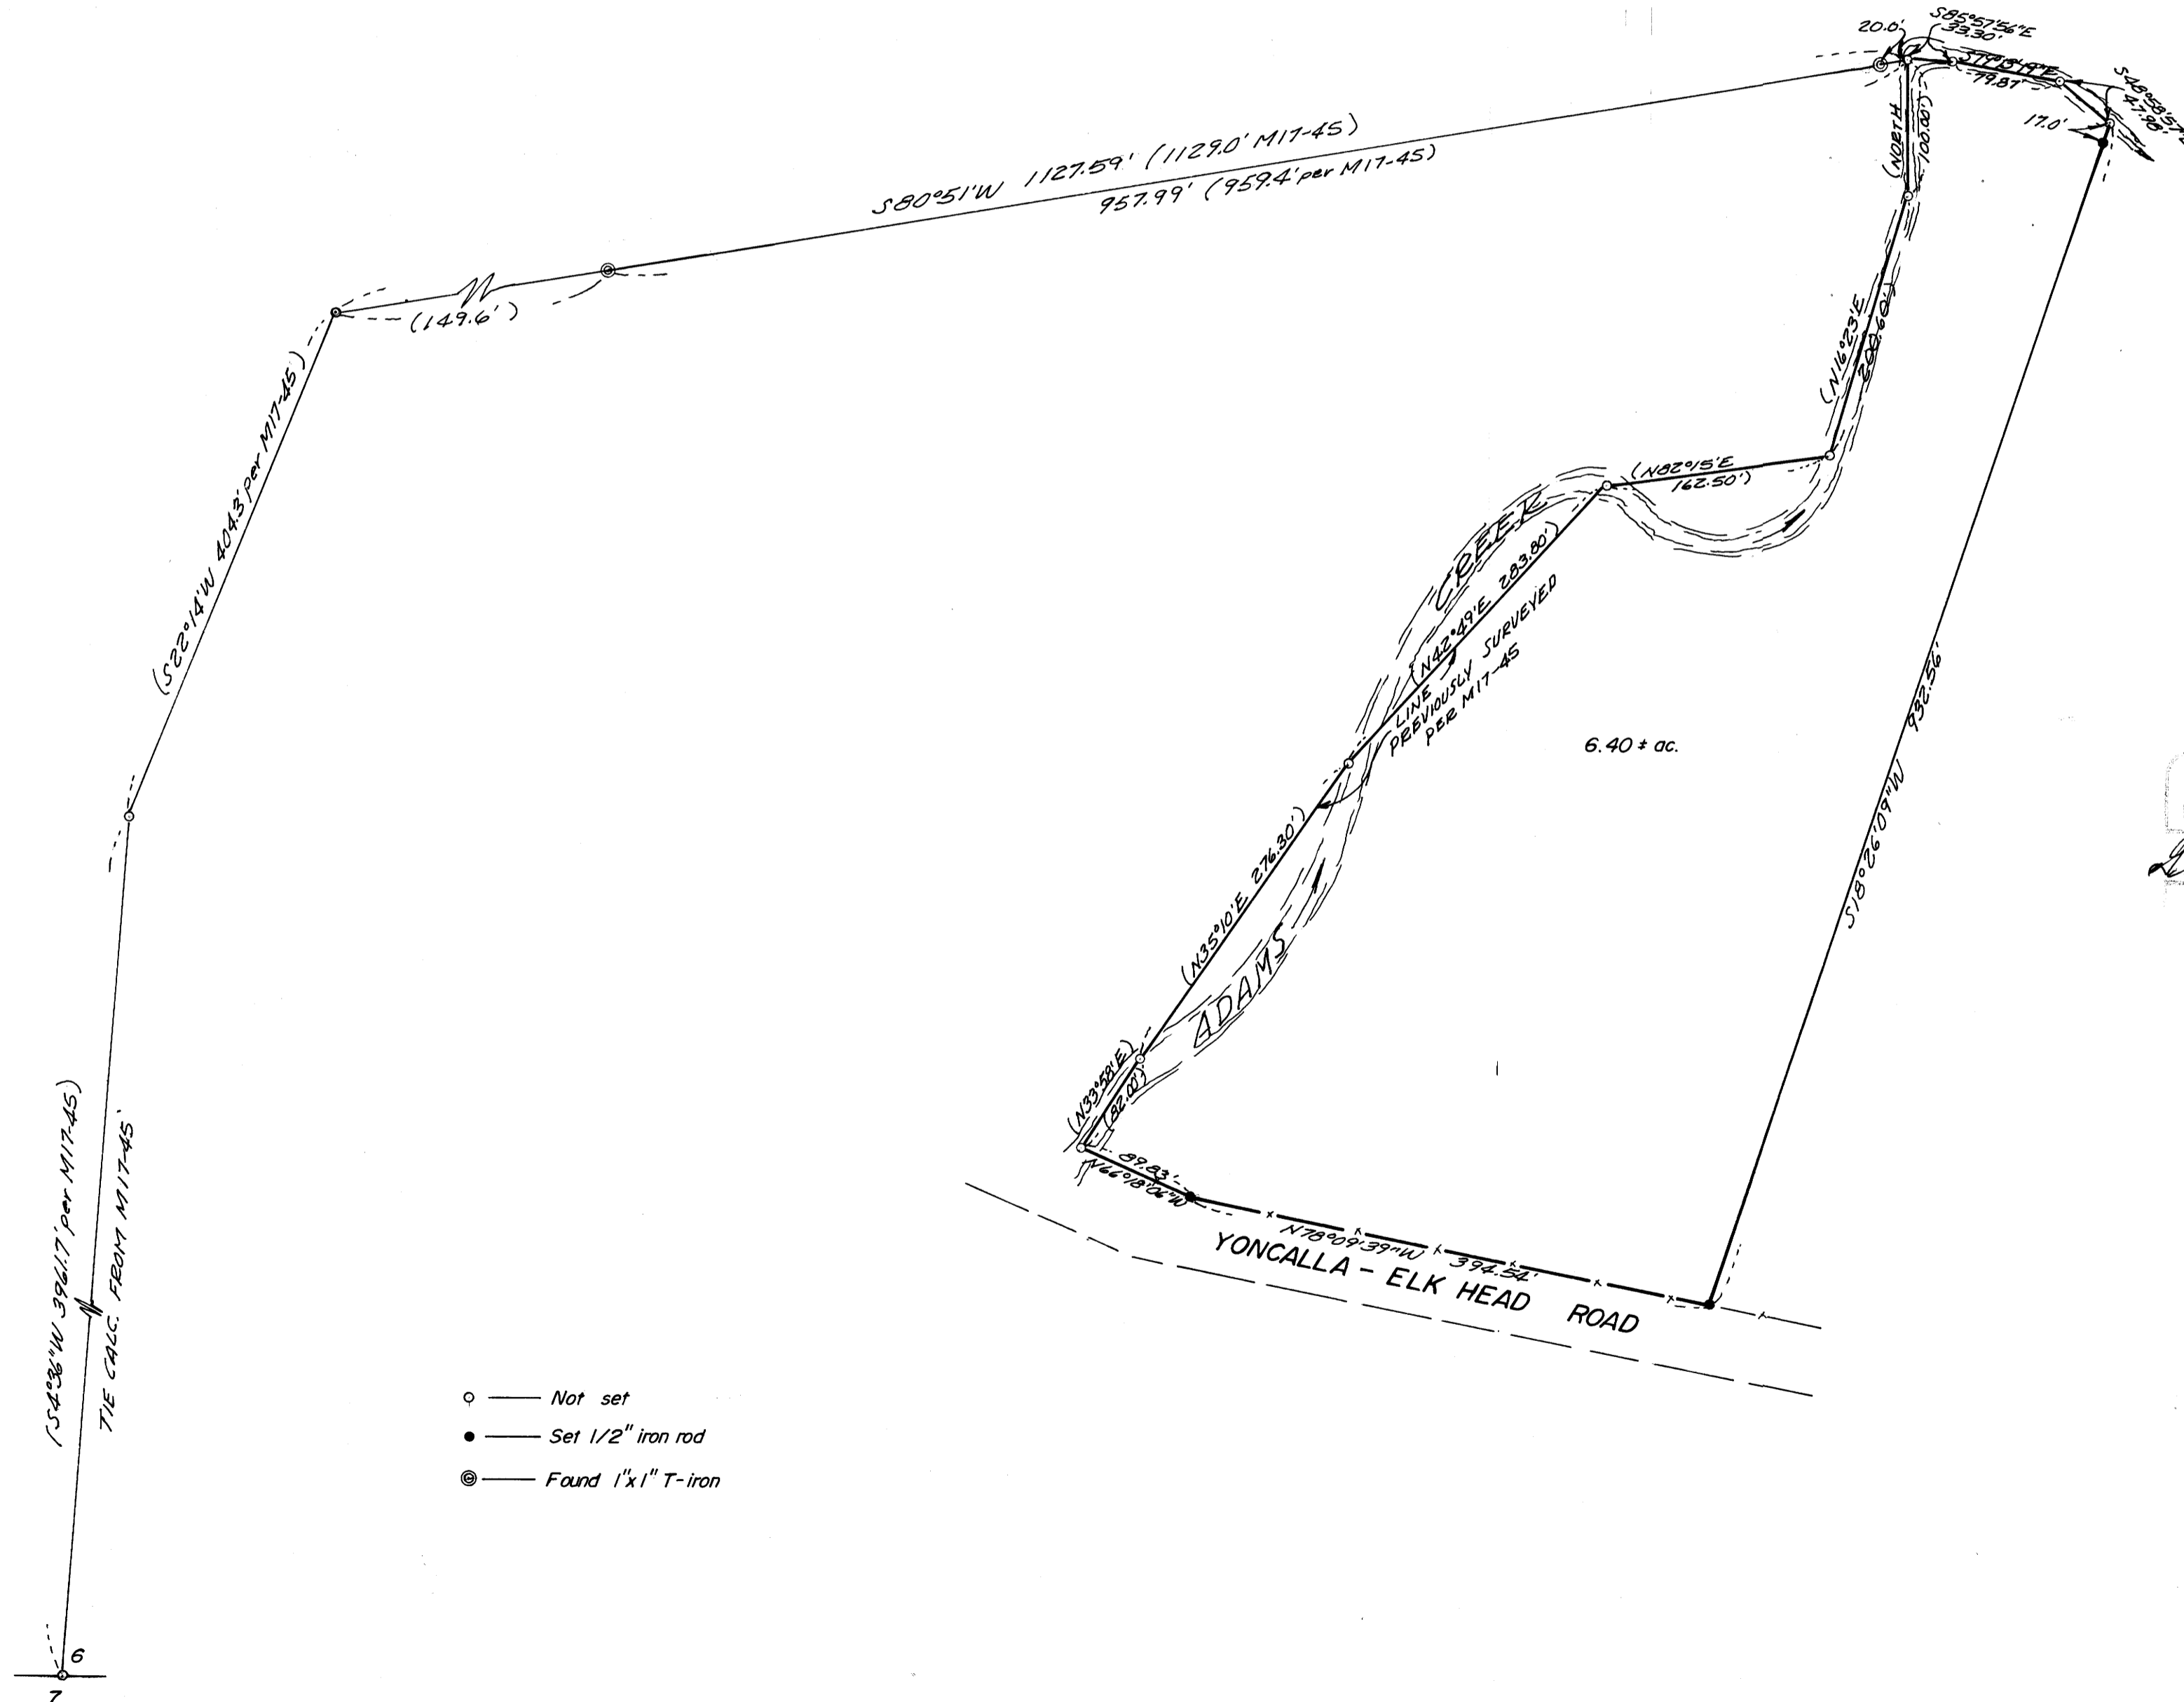 20.0'
S85°57'56"E
33.30'
S79°13'19"E
79.87'
17.0'
(NORTH
100.00')
S80°51'W 1127.59' (1129.0' M17-45)
957.99' (959.4' per M17-45)
(149.6')
(S22°14'W 404.3' per M17-45)
(N16°23'E
(N82°15'E
162.50')
CREEK
(N42°49'E 283.80')
LINE
PREVIOUSLY SURVEYED
PER M17-45
6.40 ± ac.
932.56'
S18°26'09"W
(N35°10'E 276.30')
ADAMS
(N33°58'E)
(82.00')
89.83'
N66°18'06"W
N78°09'39"W 394.54'
YONCALLA - ELK HEAD ROAD
(S4°36"W 3961.17' per M17-45)
TIE CALC. FROM M17-45'
Not set
Set 1/2" iron rod
Found 1"x1" T-iron
6
7